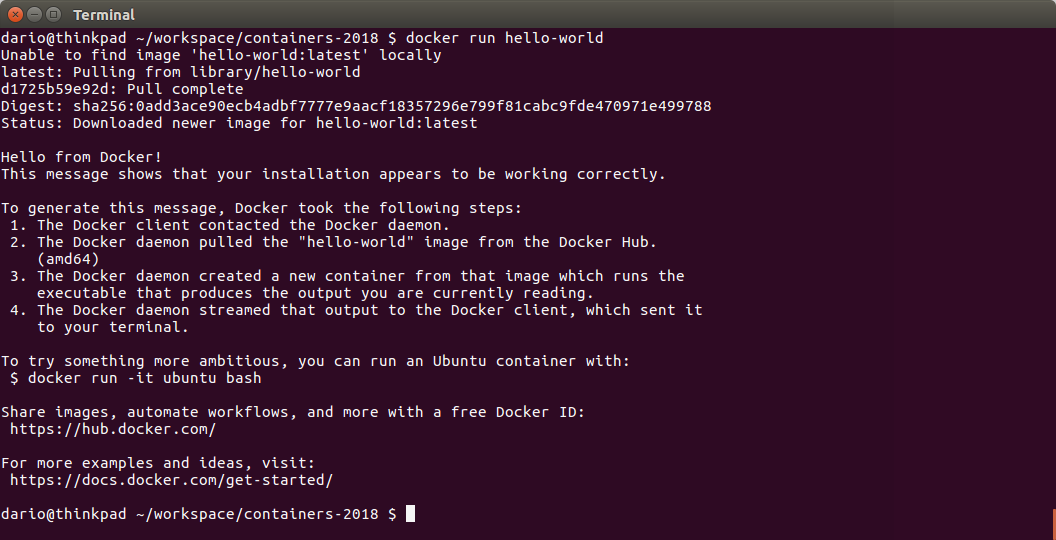 Terminal
dario@thinkpad ~/workspace/containers-2018 $ docker run hello-world
Unable to find image 'hello-world:latest' locally
latest: Pulling from library/hello-world
d1725b59e92d: Pull complete
Digest: sha256:0add3ace90ecb4adbf7777e9aacf18357296e799f81cabc9fde470971e499788
Status: Downloaded newer image for hello-world:latest

Hello from Docker!
This message shows that your installation appears to be working correctly.

To generate this message, Docker took the following steps:
 1. The Docker client contacted the Docker daemon.
 2. The Docker daemon pulled the "hello-world" image from the Docker Hub.
    (amd64)
 3. The Docker daemon created a new container from that image which runs the
    executable that produces the output you are currently reading.
 4. The Docker daemon streamed that output to the Docker client, which sent it
    to your terminal.

To try something more ambitious, you can run an Ubuntu container with:
 $ docker run -it ubuntu bash

Share images, automate workflows, and more with a free Docker ID:
 https://hub.docker.com/

For more examples and ideas, visit:
 https://docs.docker.com/get-started/

dario@thinkpad ~/workspace/containers-2018 $